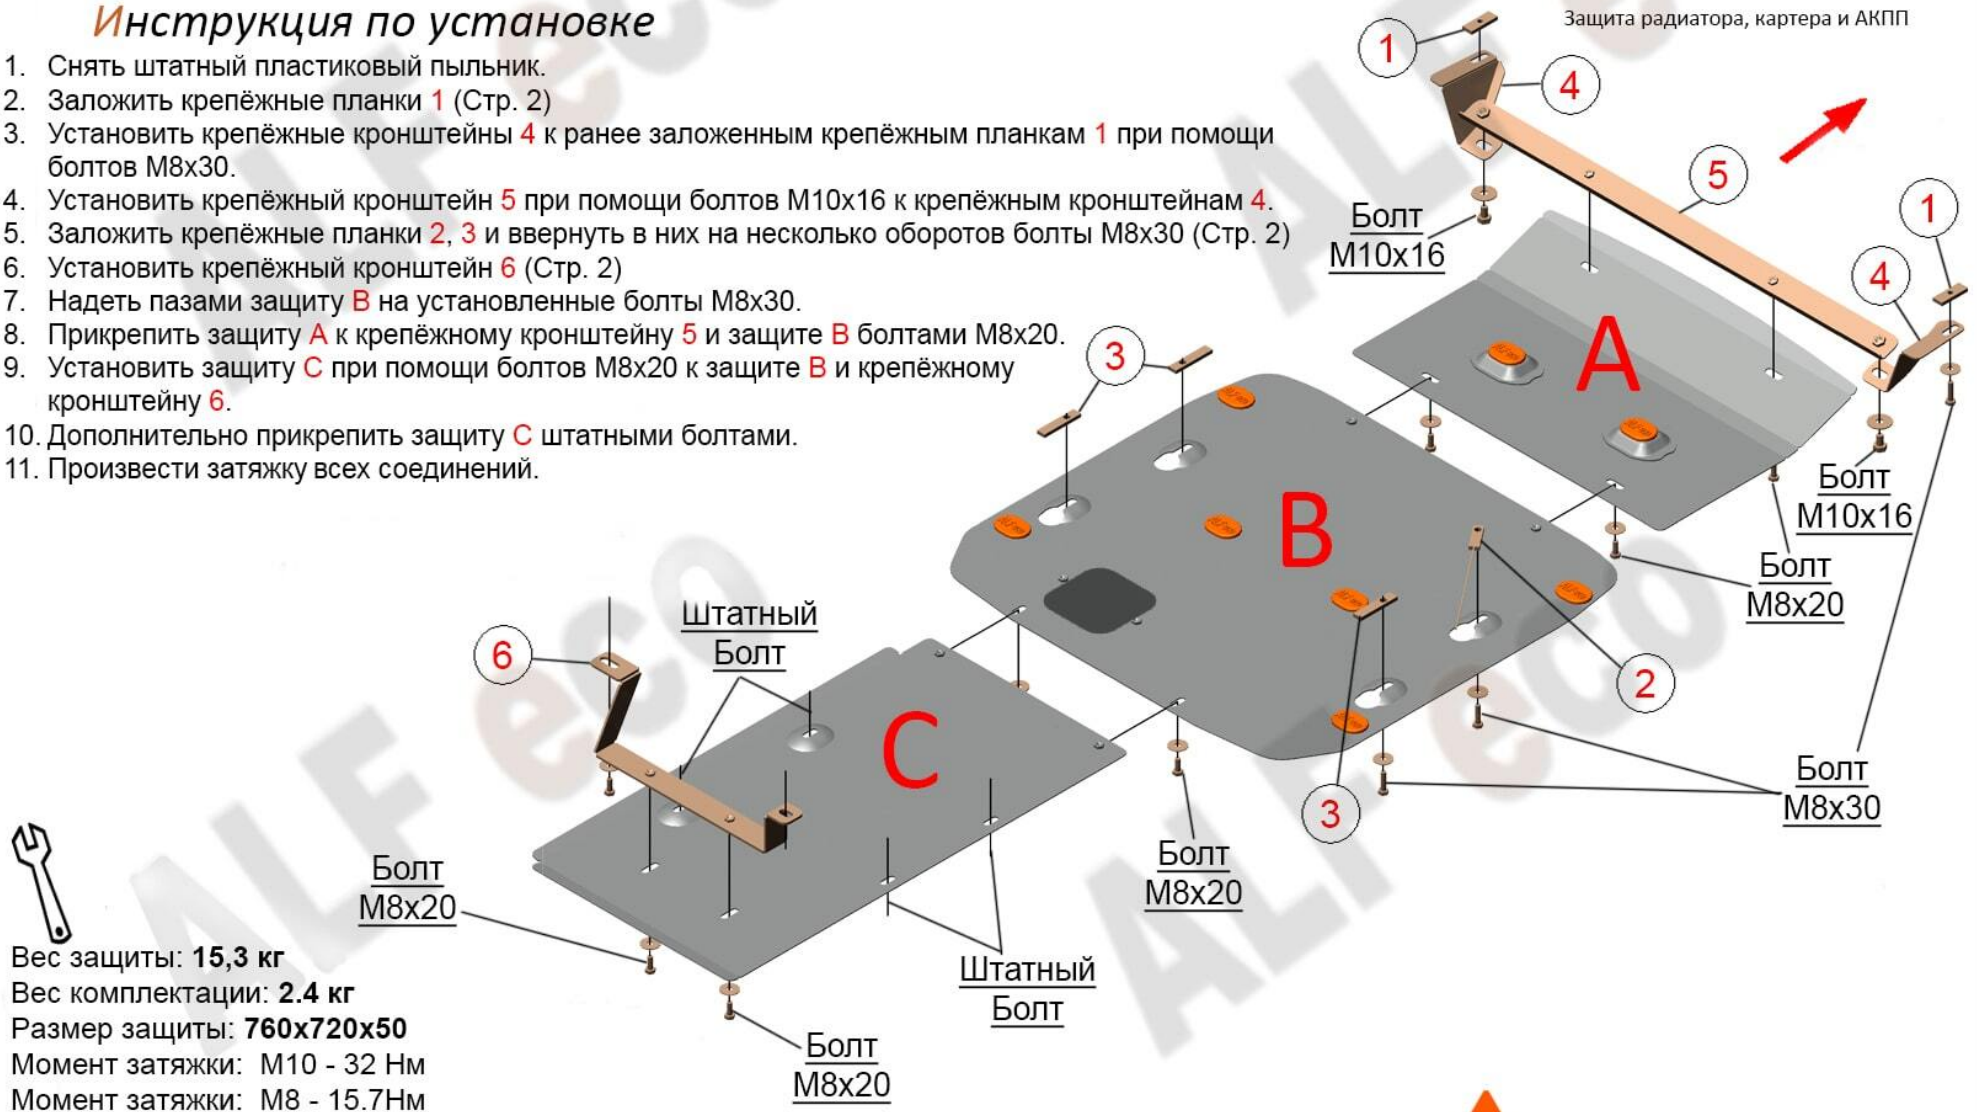 Инструкция по установке
Защита радиатора, картера и АКПП
1. Снять штатный пластиковый пыльник.
2. Заложить крепёжные планки 1 (Стр. 2)
3. Установить крепёжные кронштейны 4 к ранее заложенным крепёжным планкам 1 при помощи
болтов М8х30.
4. Установить крепёжный кронштейн 5 при помощи болтов М10х16 к крепёжным кронштейнам 4.
5. Заложить крепёжные планки 2, 3 и ввернуть в них на несколько оборотов болты М8х30 (Стр. 2)
6. Установить крепёжный кронштейн 6 (Стр. 2)
7. Надеть пазами защиту В на установленные болты М8х30.
8. Прикрепить защиту А к крепёжному кронштейну 5 и защите В болтами М8х20.
9. Установить защиту С при помощи болтов М8х20 к защите В и крепёжному
кронштейну 6.
10. Дополнительно прикрепить защиту С штатными болтами.
11. Произвести затяжку всех соединений.
1
4
5
1
4
Болт
М10х16
A
3
B
Болт
М10х16
Болт
М8х20
2
Штатный
Болт
6
C
3
Болт
М8х30
Болт
М8х20
Болт
М8х20
Штатный
Болт
Болт
М8х20
Вес защиты: 15,3 кг
Вес комплектации: 2.4 кг
Размер защиты: 760х720х50
Момент затяжки: М10 - 32 Нм
Момент затяжки: М8 - 15.7Нм
ALF eco
ALF eco
ALF eco
ALF eco